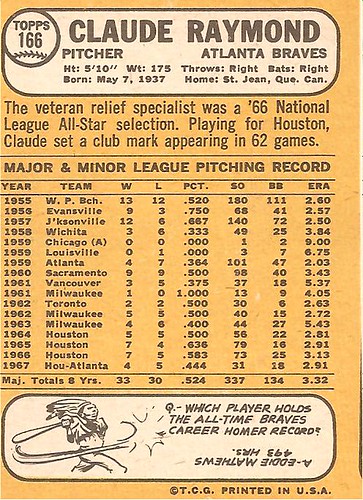 TOPPS
166
CLAUDE RAYMOND
PITCHER ATLANTA BRAVES
Ht: 5'10" Wt: 175 Throws: Right Bats: Right
Born: May 7, 1937 Home: St. Jean, Que. Can.
The veteran relief specialist was a '66 National
League All-Star selection. Playing for Houston,
Claude set a club mark appearing in 62 games.
MAJOR & MINOR LEAGUE PITCHING RECORD
YEAR TEAM W L PCT. SO BB ERA
1955 W. P. Bch. 13 12 .520 180 111 2.60
1956 Evansville 9 3 .750 68 41 2.57
1957 J'ksonville 12 6 .667 140 72 2.50
1958 Wichita 3 6 .333 49 25 3.84
1959 Chicago (A) 0 0 .000 1 2 9.00
1959 Louisville 0 1 .000 3 7 6.75
1959 Atlanta 4 7 .364 101 47 2.03
1960 Sacramento 9 9 .500 98 40 3.43
1961 Vancouver 3 5 .375 37 18 5.37
1961 Milwaukee 1 0 1.000 13 9 4.05
1962 Toronto 2 2 .500 30 6 2.63
1962 Milwaukee 5 5 .500 40 15 2.72
1963 Milwaukee 4 6 .400 44 27 5.43
1964 Houston 5 5 .500 56 22 2.81
1965 Houston 7 4 .636 79 16 2.91
1966 Houston 7 5 .583 73 25 3.13
1967 Hou-Atlanta 4 5 .444 31 18 2.91
Maj. Totals 8 Yrs. 33 30 .524 337 134 3.32
Q.- WHICH PLAYER HOLDS
THE ALL-TIME BRAVES
CAREER HOMER RECORD?
A.-EDDIE MATHEWS
493 HRS.
©T.C.G. PRINTED IN U.S.A.